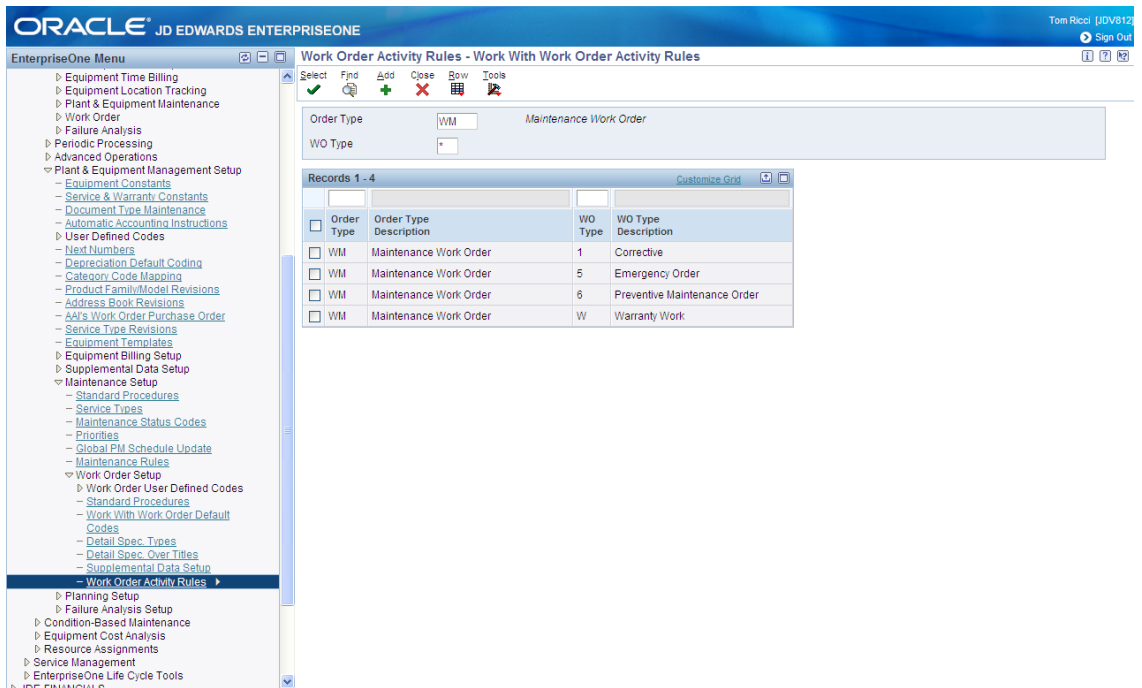 ORACLE® JD EDWARDS ENTERPRISEONE
Tom Ricci [JDV812]
Sign Out
EnterpriseOne Menu
Equipment Time Billing
Equipment Location Tracking
Plant & Equipment Maintenance
Work Order
Failure Analysis
Periodic Processing
Advanced Operations
Plant & Equipment Management Setup
Equipment Constants
Service & Warranty Constants
Document Type Maintenance
Automatic Accounting Instructions
User Defined Codes
Next Numbers
Depreciation Default Coding
Category Code Mapping
Product Family/Model Revisions
Address Book Revisions
AAI's Work Order Purchase Order
Service Type Revisions
Equipment Templates
Equipment Billing Setup
Supplemental Data Setup
Maintenance Setup
Standard Procedures
Service Types
Maintenance Status Codes
Priorities
Global PM Schedule Update
Maintenance Rules
Work Order Setup
Work Order User Defined Codes
Standard Procedures
Work With Work Order Default
Codes
Detail Spec. Types
Detail Spec. Over Titles
Supplemental Data Setup
Work Order Activity Rules
Planning Setup
Failure Analysis Setup
Condition-Based Maintenance
Equipment Cost Analysis
Resource Assignments
Service Management
EnterpriseOne Life Cycle Tools
JDE FINANCIALS
Work Order Activity Rules - Work With Work Order Activity Rules
Select Find Add Close Row Tools
Order Type WM Maintenance Work Order
WO Type *
Records 1 - 4 Customize Grid
Order Type Order Type Description WO Type WO Type Description
WM Maintenance Work Order 1 Corrective
WM Maintenance Work Order 5 Emergency Order
WM Maintenance Work Order 6 Preventive Maintenance Order
WM Maintenance Work Order W Warranty Work